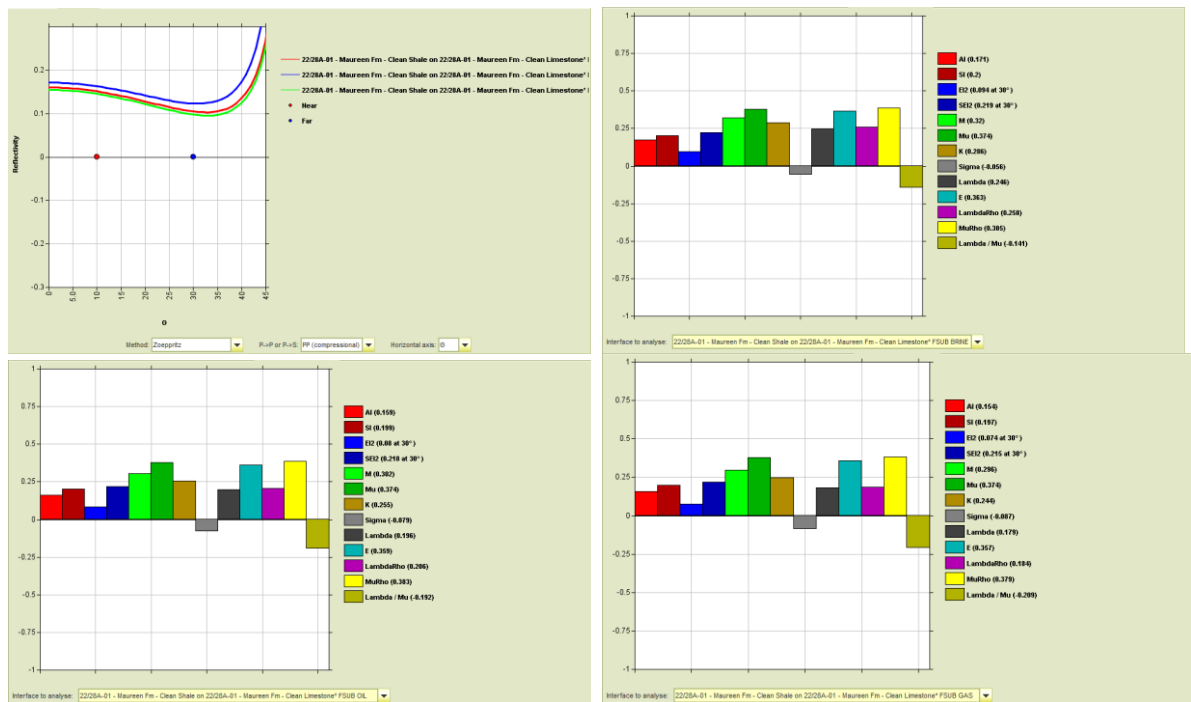 0.2
0.1
0
-0.1
-0.2
-0.3
Reflectivity
0 5.0 10 15 20 25 30 35 40 45
Θ
22/28A-01 - Maureen Fm - Clean Shale on 22/28A-01 - Maureen Fm - Clean Limestone*
22/28A-01 - Maureen Fm - Clean Shale on 22/28A-01 - Maureen Fm - Clean Limestone*
22/28A-01 - Maureen Fm - Clean Shale on 22/28A-01 - Maureen Fm - Clean Limestone*
Near
Far
Method: Zoeppritz P->P or P->S: PP (compressional) Horizontal axis: Θ
1
0.75
0.5
0.25
0
-0.25
-0.5
-0.75
-1
AI (0.171)
SI (0.2)
EI2 (0.094 at 30°)
SEI2 (0.219 at 30°)
M (0.32)
Mu (0.374)
K (0.286)
Sigma (-0.056)
Lambda (0.246)
E (0.363)
LambdaRho (0.258)
MuRho (0.385)
Lambda / Mu (-0.141)
Interface to analyse: 22/28A-01 - Maureen Fm - Clean Shale on 22/28A-01 - Maureen Fm - Clean Limestone* FSUB BRINE
1
0.75
0.5
0.25
0
-0.25
-0.5
-0.75
-1
AI (0.159)
SI (0.199)
EI2 (0.08 at 30°)
SEI2 (0.218 at 30°)
M (0.302)
Mu (0.374)
K (0.255)
Sigma (-0.079)
Lambda (0.196)
E (0.359)
LambdaRho (0.206)
MuRho (0.383)
Lambda / Mu (-0.192)
Interface to analyse: 22/28A-01 - Maureen Fm - Clean Shale on 22/28A-01 - Maureen Fm - Clean Limestone* FSUB OIL
1
0.75
0.5
0.25
0
-0.25
-0.5
-0.75
-1
AI (0.154)
SI (0.197)
EI2 (0.074 at 30°)
SEI2 (0.215 at 30°)
M (0.296)
Mu (0.374)
K (0.244)
Sigma (-0.087)
Lambda (0.179)
E (0.357)
LambdaRho (0.184)
MuRho (0.379)
Lambda / Mu (-0.209)
Interface to analyse: 22/28A-01 - Maureen Fm - Clean Shale on 22/28A-01 - Maureen Fm - Clean Limestone* FSUB GAS